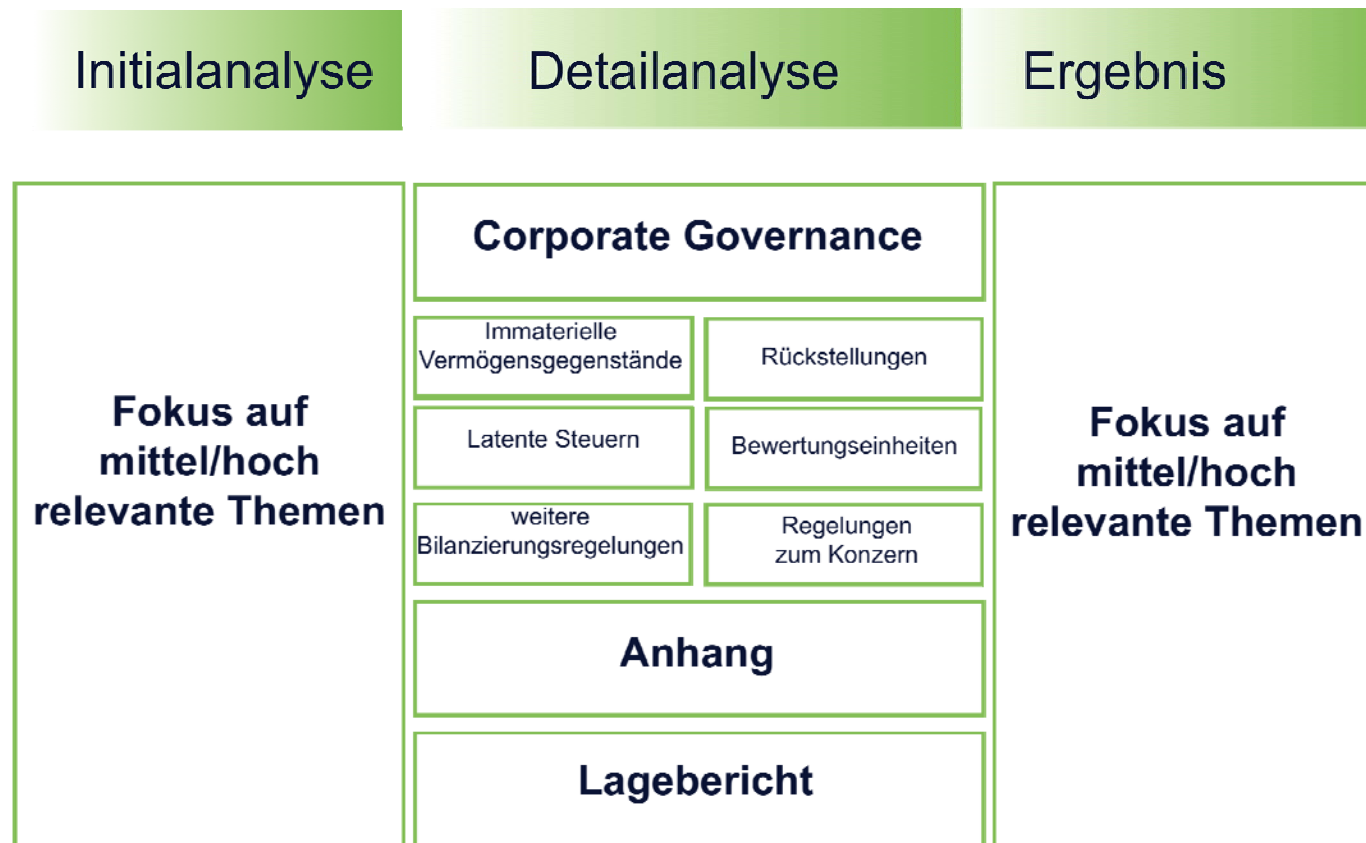 Initialanalyse
Detailanalyse
Ergebnis
Fokus auf
mittel/hoch
relevante Themen
Corporate Governance
Immaterielle
Vermögensgegenstände
Rückstellungen
Latente Steuern
Bewertungseinheiten
weitere
Bilanzierungsregelungen
Regelungen
zum Konzern
Anhang
Lagebericht
Fokus auf
mittel/hoch
relevante Themen